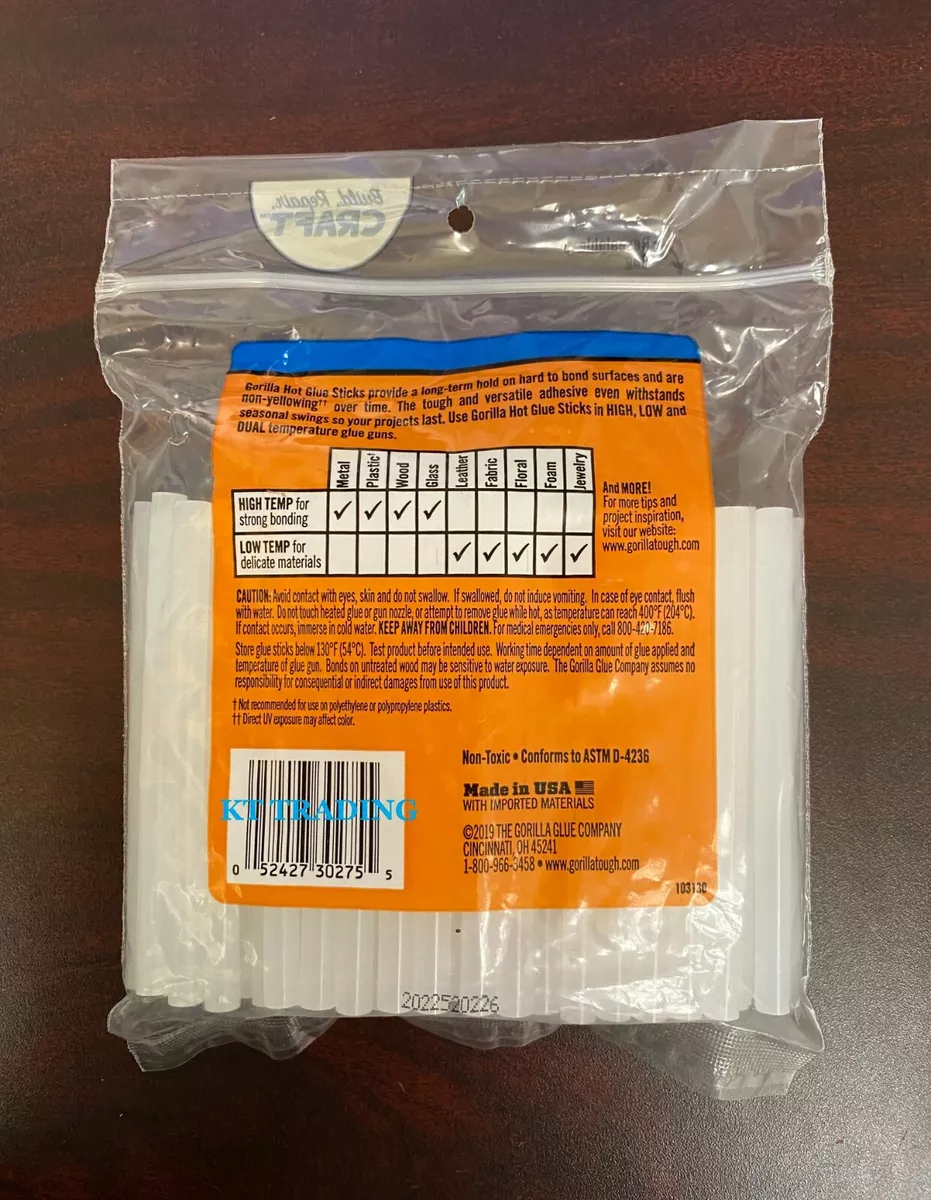 Build. Repair.
CRAFT
Gorilla Hot Glue Sticks provide a long-term hold on hard to bond surfaces and are
non-yellowing†† over time. The tough and versatile adhesive even withstands
seasonal swings so your projects last. Use Gorilla Hot Glue Sticks in HIGH, LOW and
DUAL temperature glue guns.
Metal
Plastic†
Wood
Glass
Leather
Fabric
Floral
Foam
Jewelry
HIGH TEMP for
strong bonding
✓ ✓ ✓ ✓
LOW TEMP for
delicate materials
✓ ✓ ✓ ✓ ✓
And MORE!
For more tips and
project inspiration,
visit our website:
www.gorillatough.com
CAUTION: Avoid contact with eyes, skin and do not swallow. If swallowed, do not induce vomiting. In case of eye contact, flush
with water. Do not touch heated glue or gun nozzle, or attempt to remove glue while hot, as temperature can reach 400°F (204°C).
If contact occurs, immerse in cold water. KEEP AWAY FROM CHILDREN. For medical emergencies only, call 800-420-7186.
Store glue sticks below 130°F (54°C). Test product before intended use. Working time dependent on amount of glue applied and
temperature of glue gun. Bonds on untreated wood may be sensitive to water exposure. The Gorilla Glue Company assumes no
responsibility for consequential or indirect damages from use of this product.
† Not recommended for use on polyethylene or polypropylene plastics.
†† Direct UV exposure may affect color.
Non-Toxic • Conforms to ASTM D-4236
Made in USA
WITH IMPORTED MATERIALS
©2019 THE GORILLA GLUE COMPANY
CINCINNATI, OH 45241
1-800-966-3458 • www.gorillatough.com
KT TRADING
0 52427 30275 5
103130
2022520226